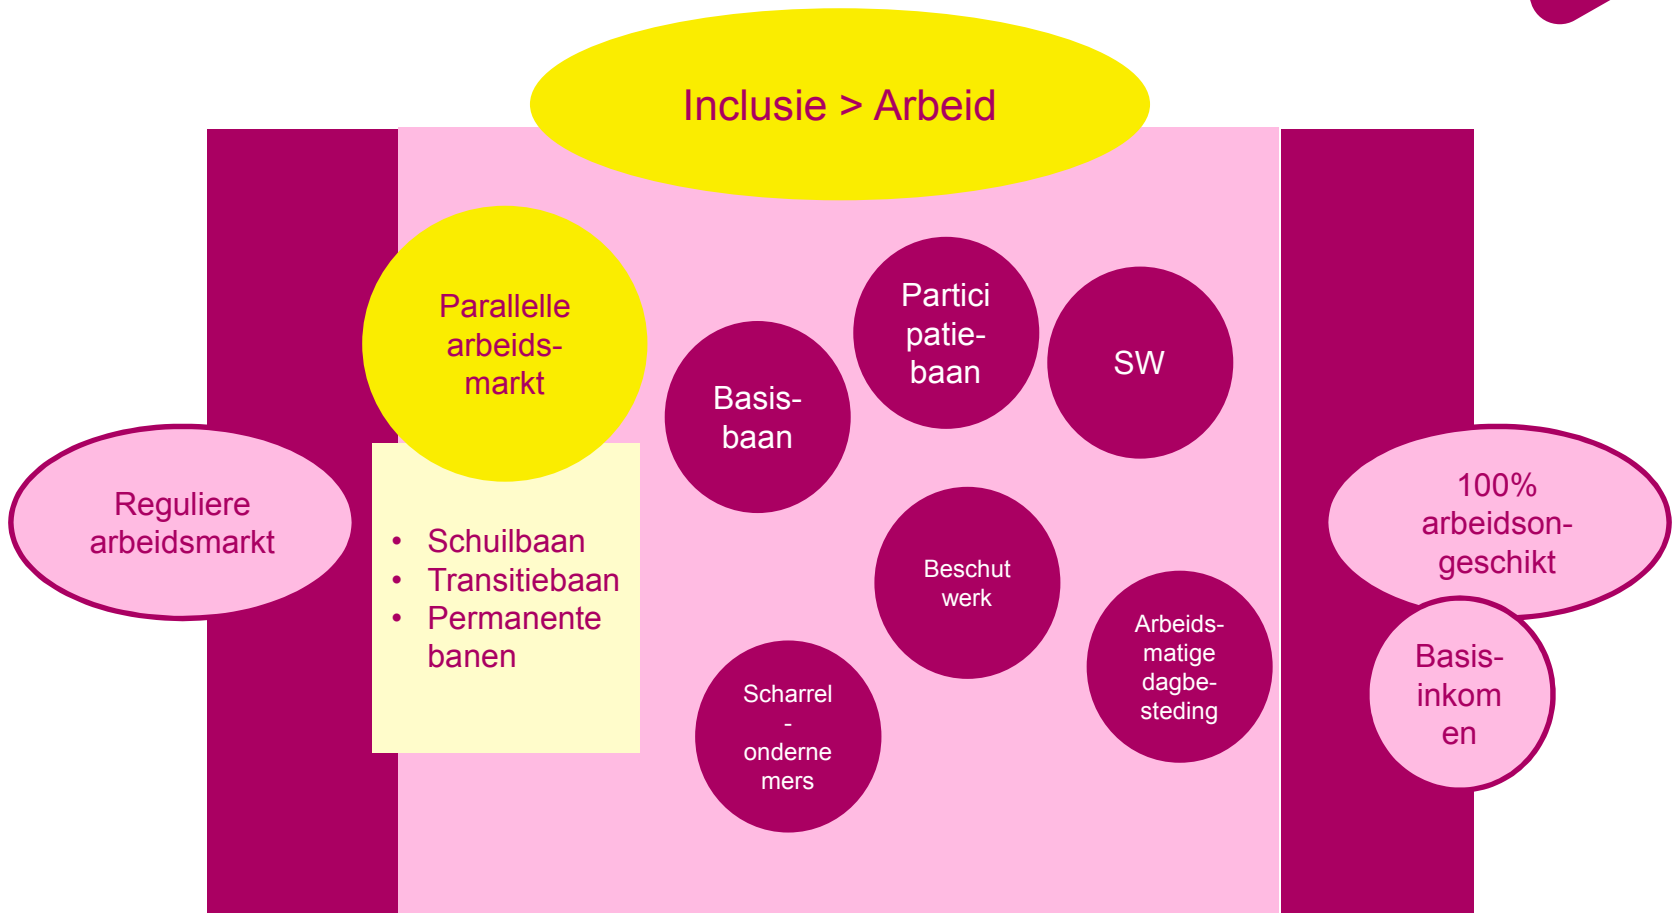 Inclusie > Arbeid
Parallelle
arbeids-
markt
• Schuilbaan
• Transitiebaan
• Permanente
banen
Reguliere
arbeidsmarkt
Basis-
baan
Partici
patie-
baan
SW
Beschut
werk
Scharrel
-
onderne
mers
Arbeids-
matige
dagbe-
steding
100%
arbeidson-
geschikt
Basis-
inkom
en